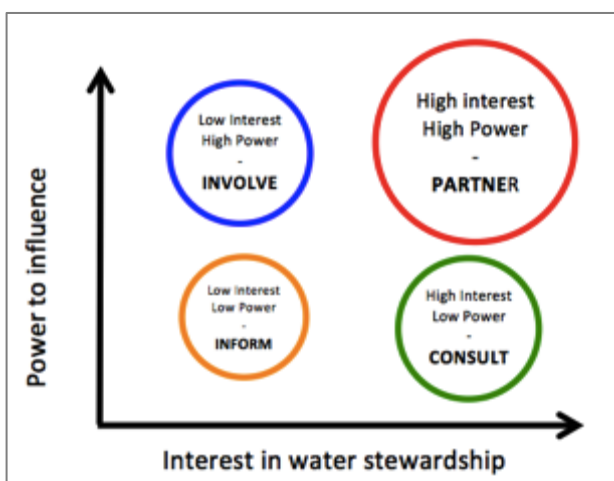 Power to influence
Low Interest
High Power
-
INVOLVE
High interest
High Power
-
PARTNER
Low Interest
Low Power
-
INFORM
High Interest
Low Power
-
CONSULT
Interest in water stewardship